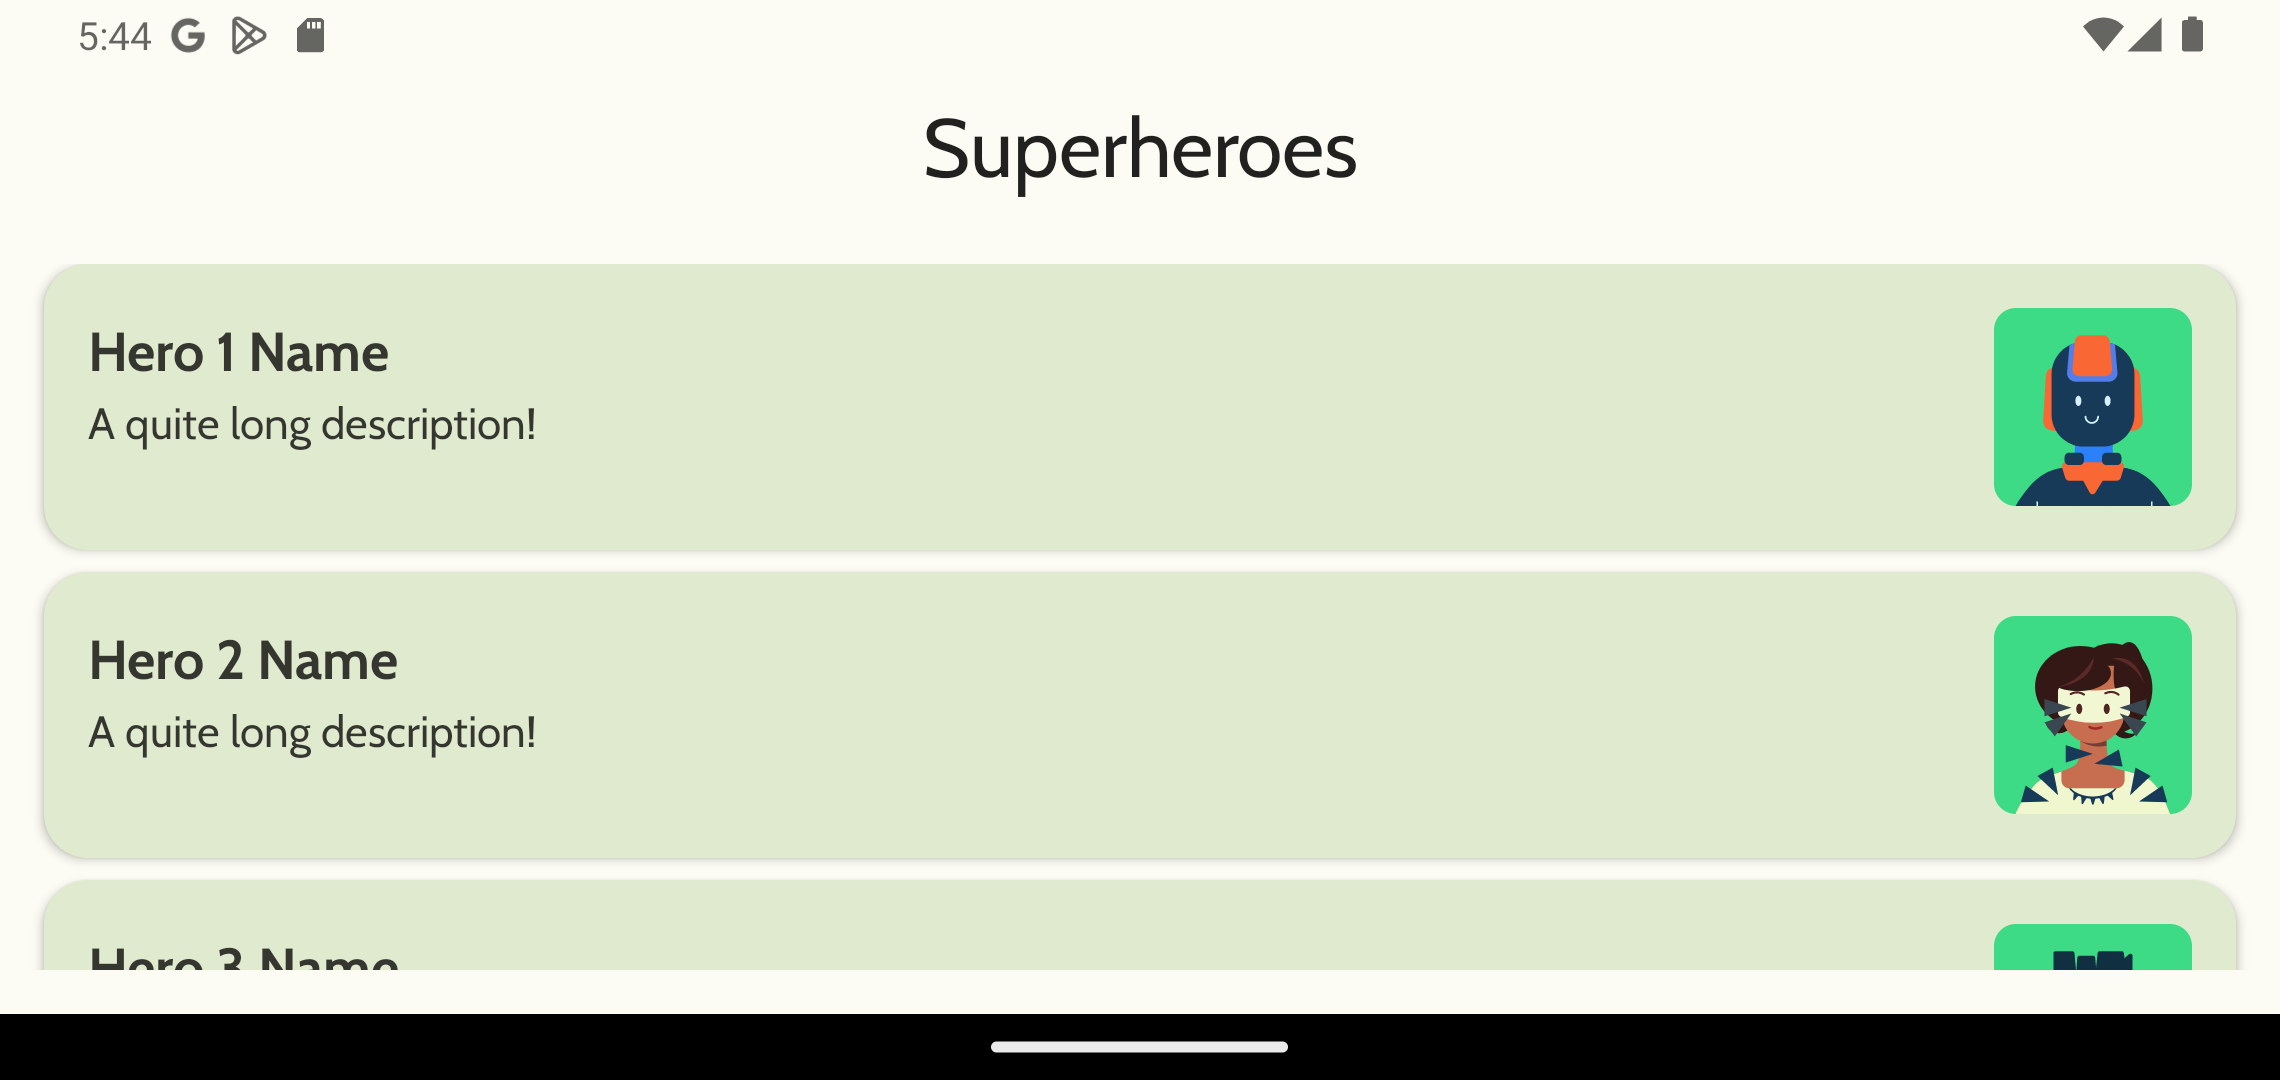 5:44
Superheroes
Hero 1 Name
A quite long description!
Hero 2 Name
A quite long description!
Hero 3 Name